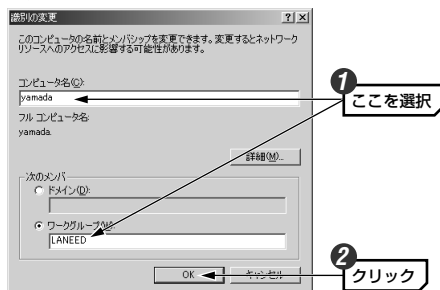 識別の変更
このコンピュータの名前とメンバシップを変更できます。変更するとネットワーク
リソースへのアクセスに影響する可能性があります。
コンピュータ名(C):
yamada
フル コンピュータ名:
yamada.
詳細(M)...
次のメンバ
ドメイン(D):
ワークグループ(W):
LANEED
OK
キャンセル
1
ここを選択
2
クリック